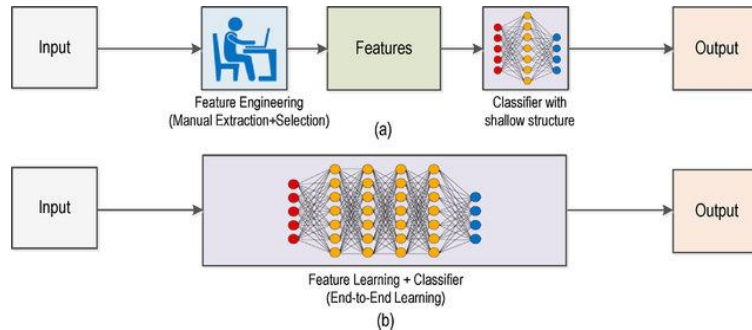 Input
Features
Output
Feature Engineering
(Manual Extraction+Selection)
Classifier with
shallow structure
(a)
Input
Output
Feature Learning + Classifier
(End-to-End Learning)
(b)